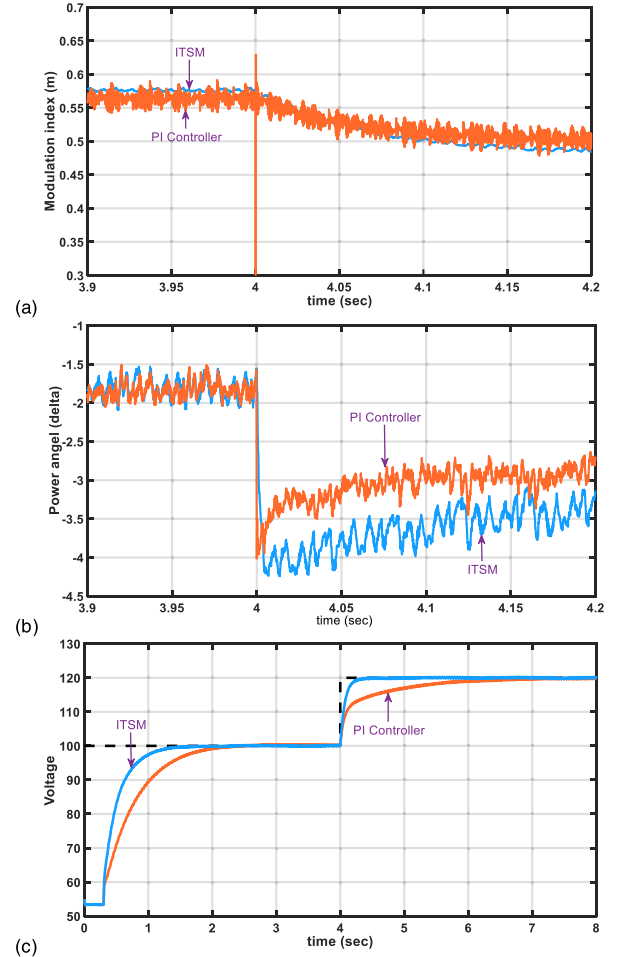 0.7
ITSM
0.6
0.55
PI Controller
0.5
0.45
0.4
0.35
0.3
Modulation index (m)
3.9 3.95 4 4.05 4.1 4.15 4.2
time (sec)
(a)
-1
-1.5
-2
PI Controller
-2.5
-3
-3.5
ITSM
-4
-4.5
Power angel (delta)
3.9 3.95 4 4.05 4.1 4.15 4.2
time (sec)
(b)
130
120
ITSM
PI Controller
110
100
90
80
70
60
50
Voltage
0 1 2 3 4 5 6 7 8
time (sec)
(c)